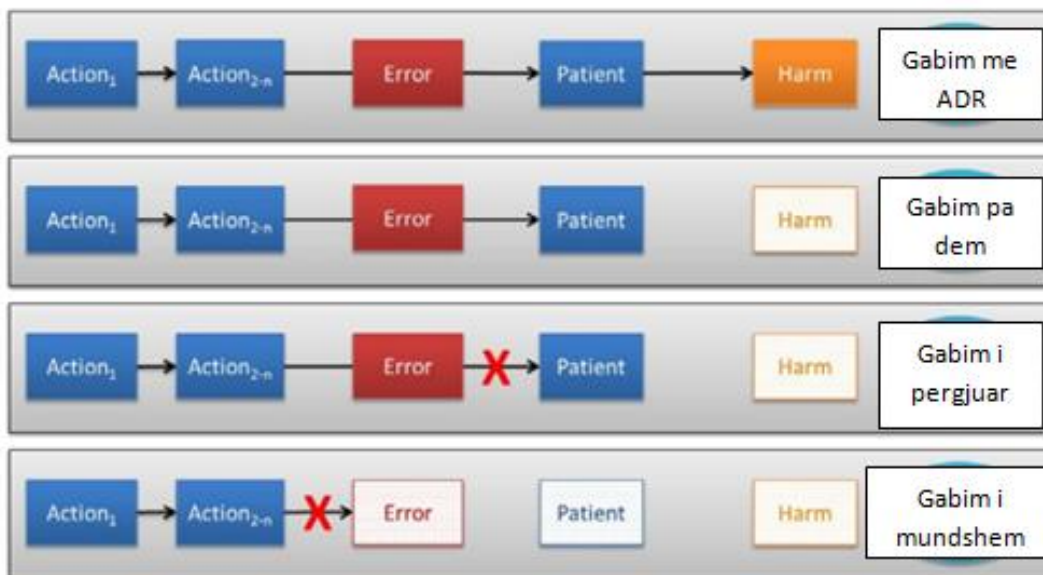 Action₁ Action₂₋ₙ Error Patient Harm Gabim me
ADR
Action₁ Action₂₋ₙ Error Patient Harm Gabim pa
dem
Action₁ Action₂₋ₙ Error X Patient Harm Gabim i
pergjuar
Action₁ Action₂₋ₙ X Error Patient Harm Gabim i
mundshem